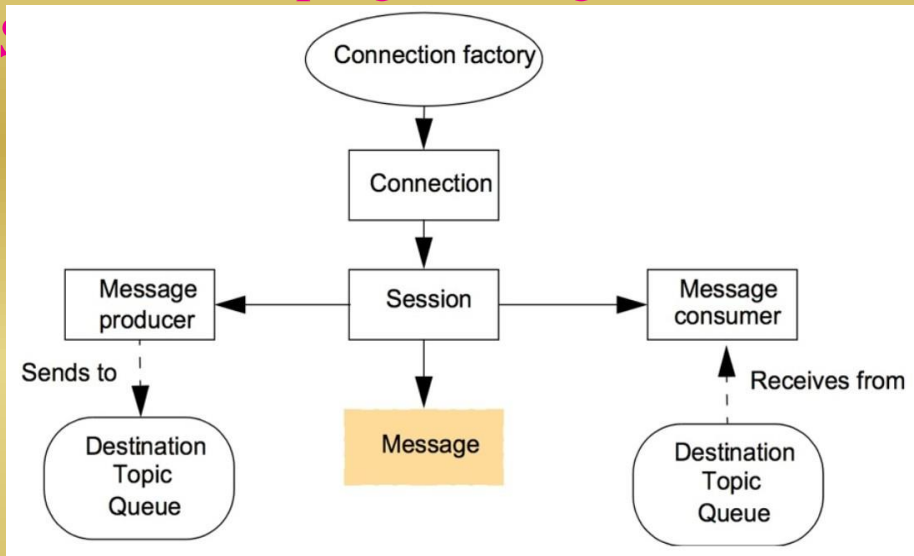 Connection factory
Connection
Message
producer
Session
Message
consumer
Sends to
Receives from
Destination
Topic
Queue
Message
Destination
Topic
Queue